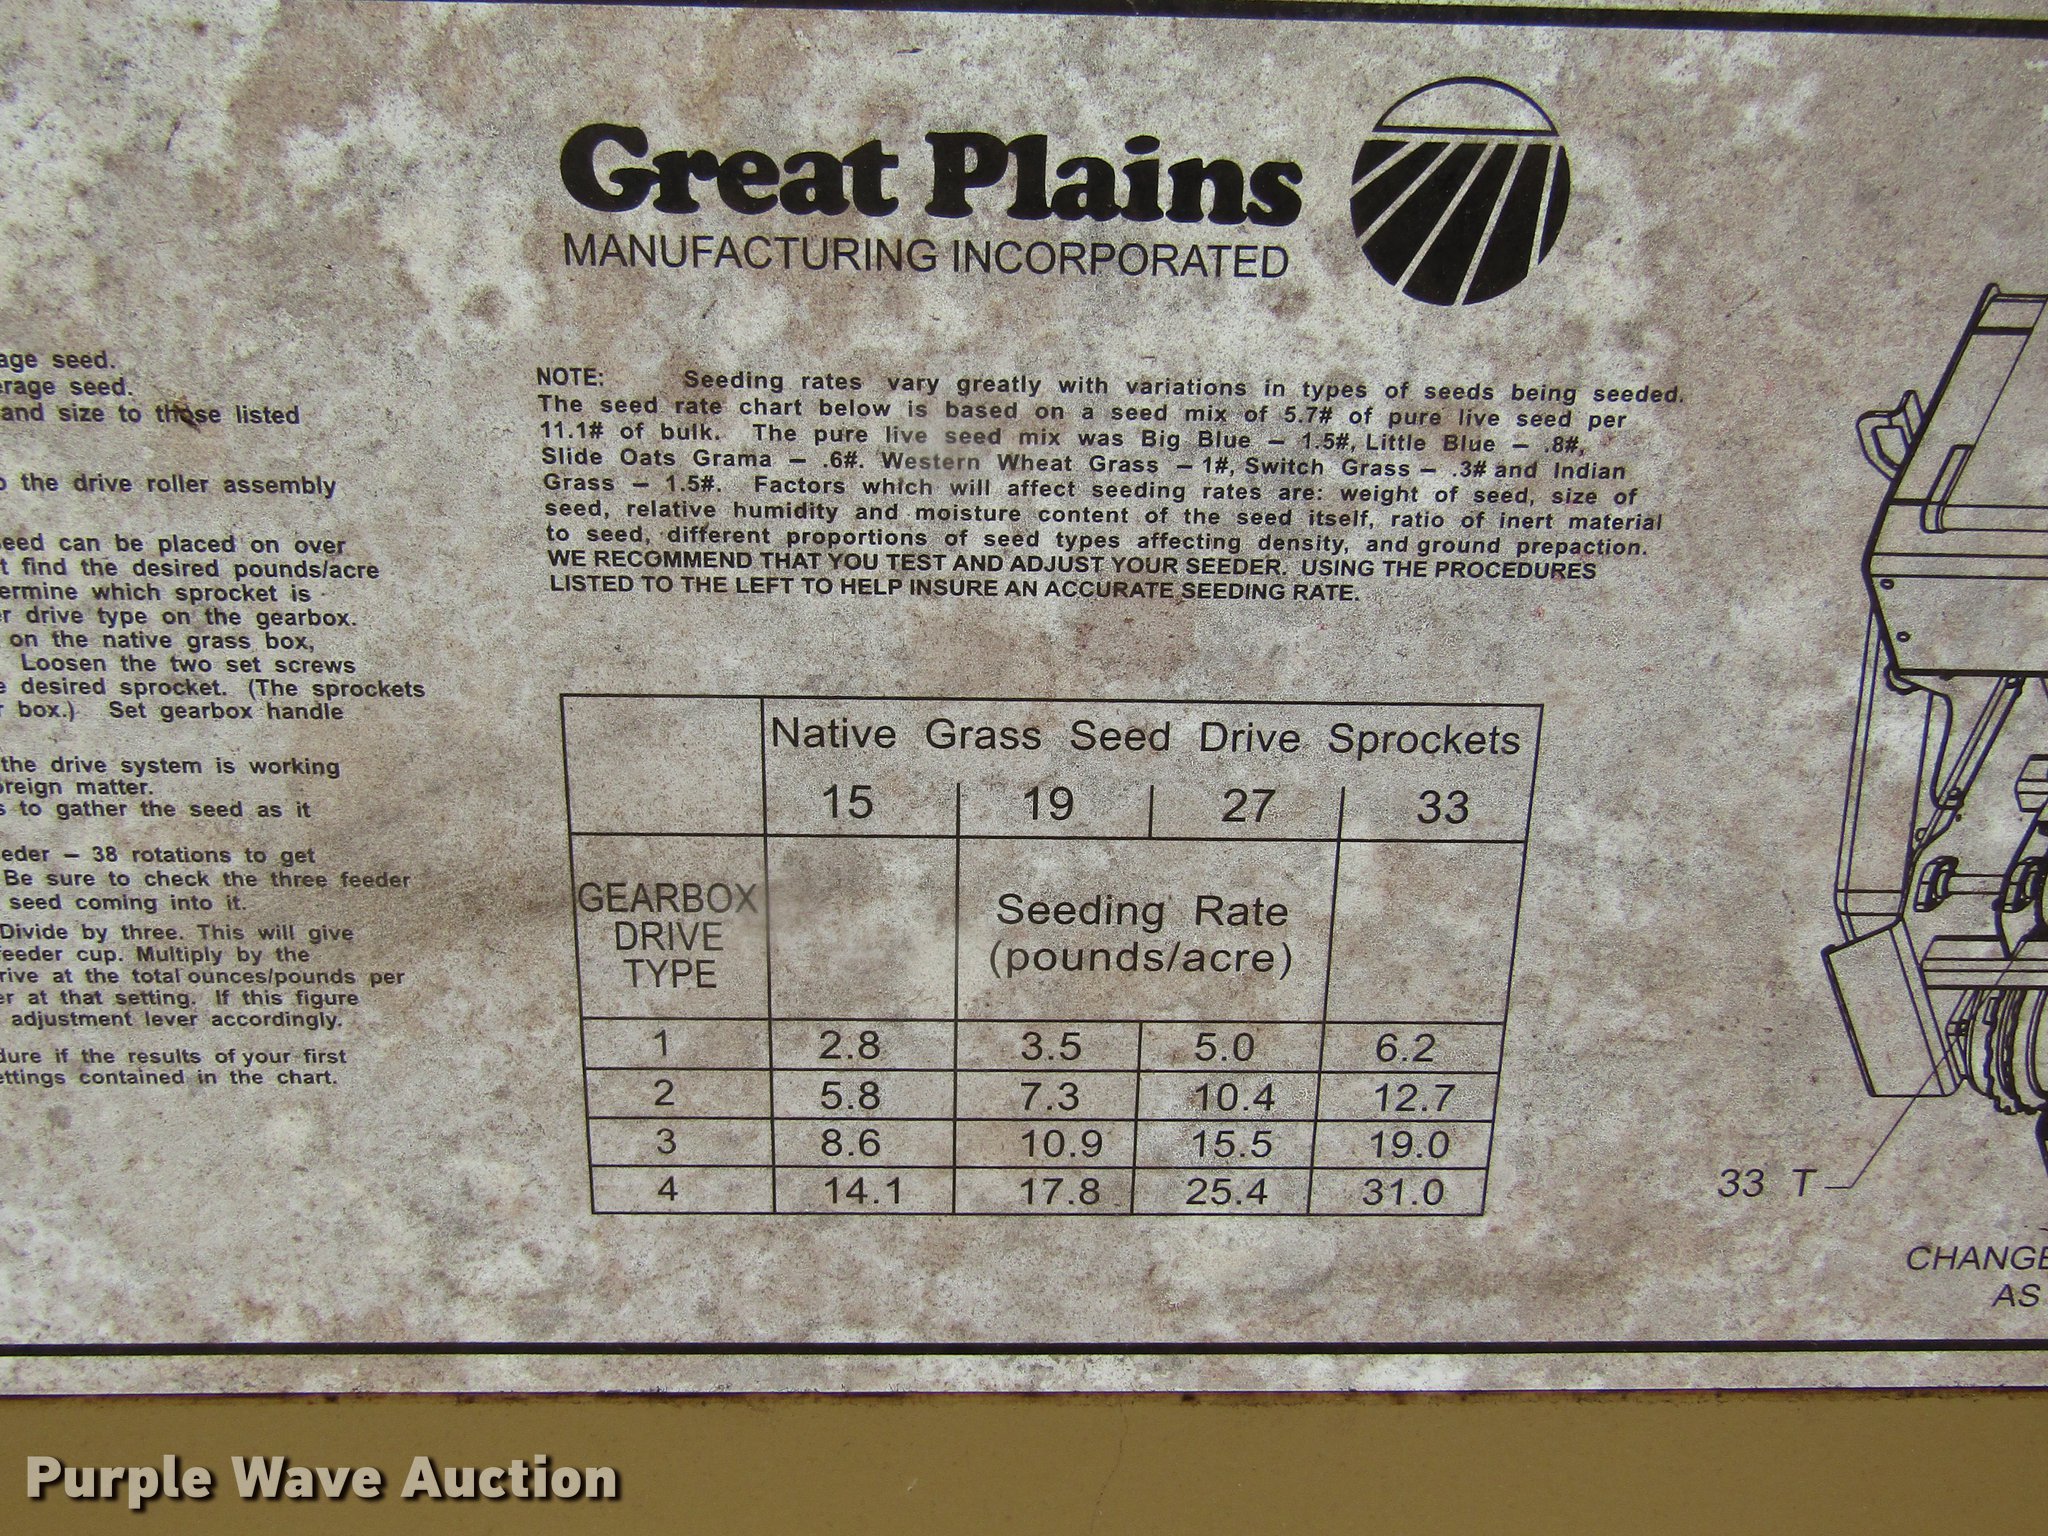 Great Plains
MANUFACTURING INCORPORATED
age seed.
erage seed.
and size to those listed
the drive roller assembly
seed can be placed on over
find the desired pounds/acre
ermine which sprocket is
drive type on the gearbox.
on the native grass box,
Loosen the two set screws
desired sprocket. (The sprockets
box.) Set gearbox handle
the drive system is working
oreign matter.
to gather the seed as it
eeder – 38 rotations to get
Be sure to check the three feeder
seed coming into it.
Divide by three. This will give
feeder cup. Multiply by the
rive at the total ounces/pounds per
er at that setting. If this figure
adjustment lever accordingly.
dure if the results of your first
ettings contained in the chart.
NOTE: Seeding rates vary greatly with variations in types of seeds being seeded.
The seed rate chart below is based on a seed mix of 5.7# of pure live seed per
11.1# of bulk. The pure live seed mix was Big Blue – 1.5#, Little Blue – .8#,
Slide Oats Grama – .6#. Western Wheat Grass – 1#, Switch Grass – .3# and Indian
Grass – 1.5#. Factors which will affect seeding rates are: weight of seed, size of
seed, relative humidity and moisture content of the seed itself, ratio of inert material
to seed, different proportions of seed types affecting density, and ground prepaction.
WE RECOMMEND THAT YOU TEST AND ADJUST YOUR SEEDER. USING THE PROCEDURES
LISTED TO THE LEFT TO HELP INSURE AN ACCURATE SEEDING RATE.
Native Grass Seed Drive Sprockets
15 19 27 33
GEARBOX
DRIVE
TYPE
Seeding Rate
(pounds/acre)
1 2.8 3.5 5.0 6.2
2 5.8 7.3 10.4 12.7
3 8.6 10.9 15.5 19.0
4 14.1 17.8 25.4 31.0
33 T
CHANGE
AS
Purple Wave Auction